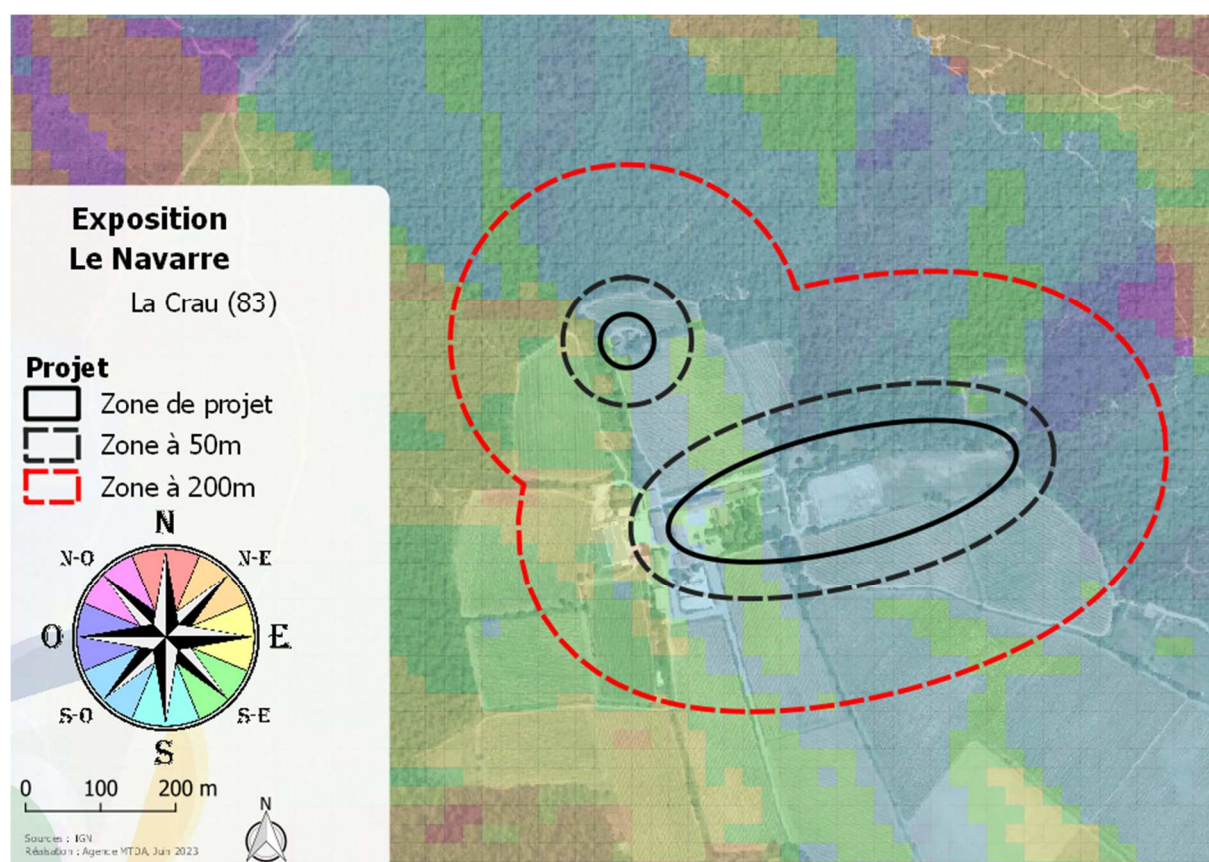 Exposition
Le Navarre
La Crau (83)
Projet
Zone de projet
Zone à 50m
Zone à 200m
N
N-O
N-E
O
E
S-O
S-E
S
0 100 200 m
N
Sources : IGN
Réalisation : Agence MTDA, Juin 2023